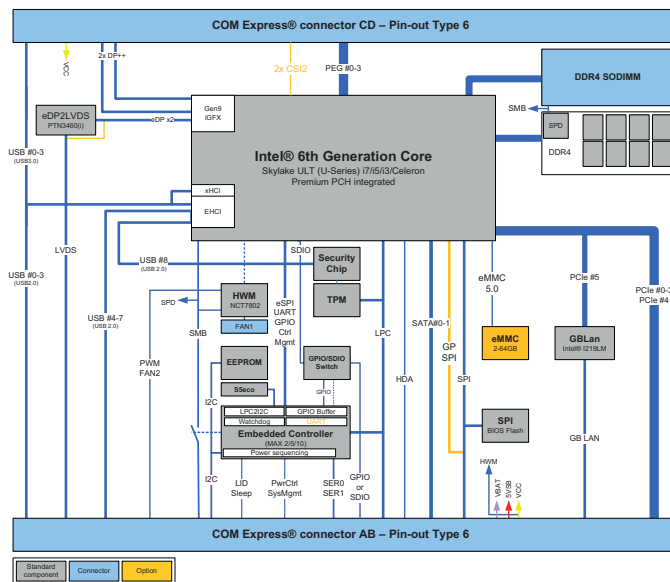 COM Express® connector CD – Pin-out Type 6
VCC
2x DP++
2x CSI2
PEG #0-3
DDR4 SODIMM
eDP2LVDS
PTN3460(i)
eDP x2
Gen9
iGFX
SMB
SPD
DDR4
Intel® 6th Generation Core
Skylake ULT (U-Series) i7/i5/i3/Celeron
Premium PCH integrated
USB #0-3
(USB3.0)
xHCI
EHCI
LVDS
SDIO
USB #8
(USB 2.0)
Security
Chip
TPM
eMMC
5.0
PCIe #5
PCIe #0-3
PCIe #4
USB #0-3
(USB2.0)
USB #4-7
(USB 2.0)
SPD
HWM
NCT7802
FAN1
eSPI
UART
GPIO
Ctrl
Mgmt
LPC
SATA#0-1
GP
SPI
eMMC
2-64GB
GBLan
Intel® I219LM
SMB
PWM
FAN2
EEPROM
GPIO/SDIO
Switch
HDA
SPI
I2C
S5eco
GPIO
LPC2I2C
GPIO Buffer
Watchdog
UART
Embedded Controller
(MAX 2/5/10)
Power sequencing
SPI
BIOS Flash
GB LAN
HWM
I2C
LID
Sleep
PwrCtrl
SysMgmt
SER0
SER1
GPIO
or
SDIO
VBAT
5VSB
VCC
COM Express® connector AB – Pin-out Type 6
Standard
component
Connector
Option